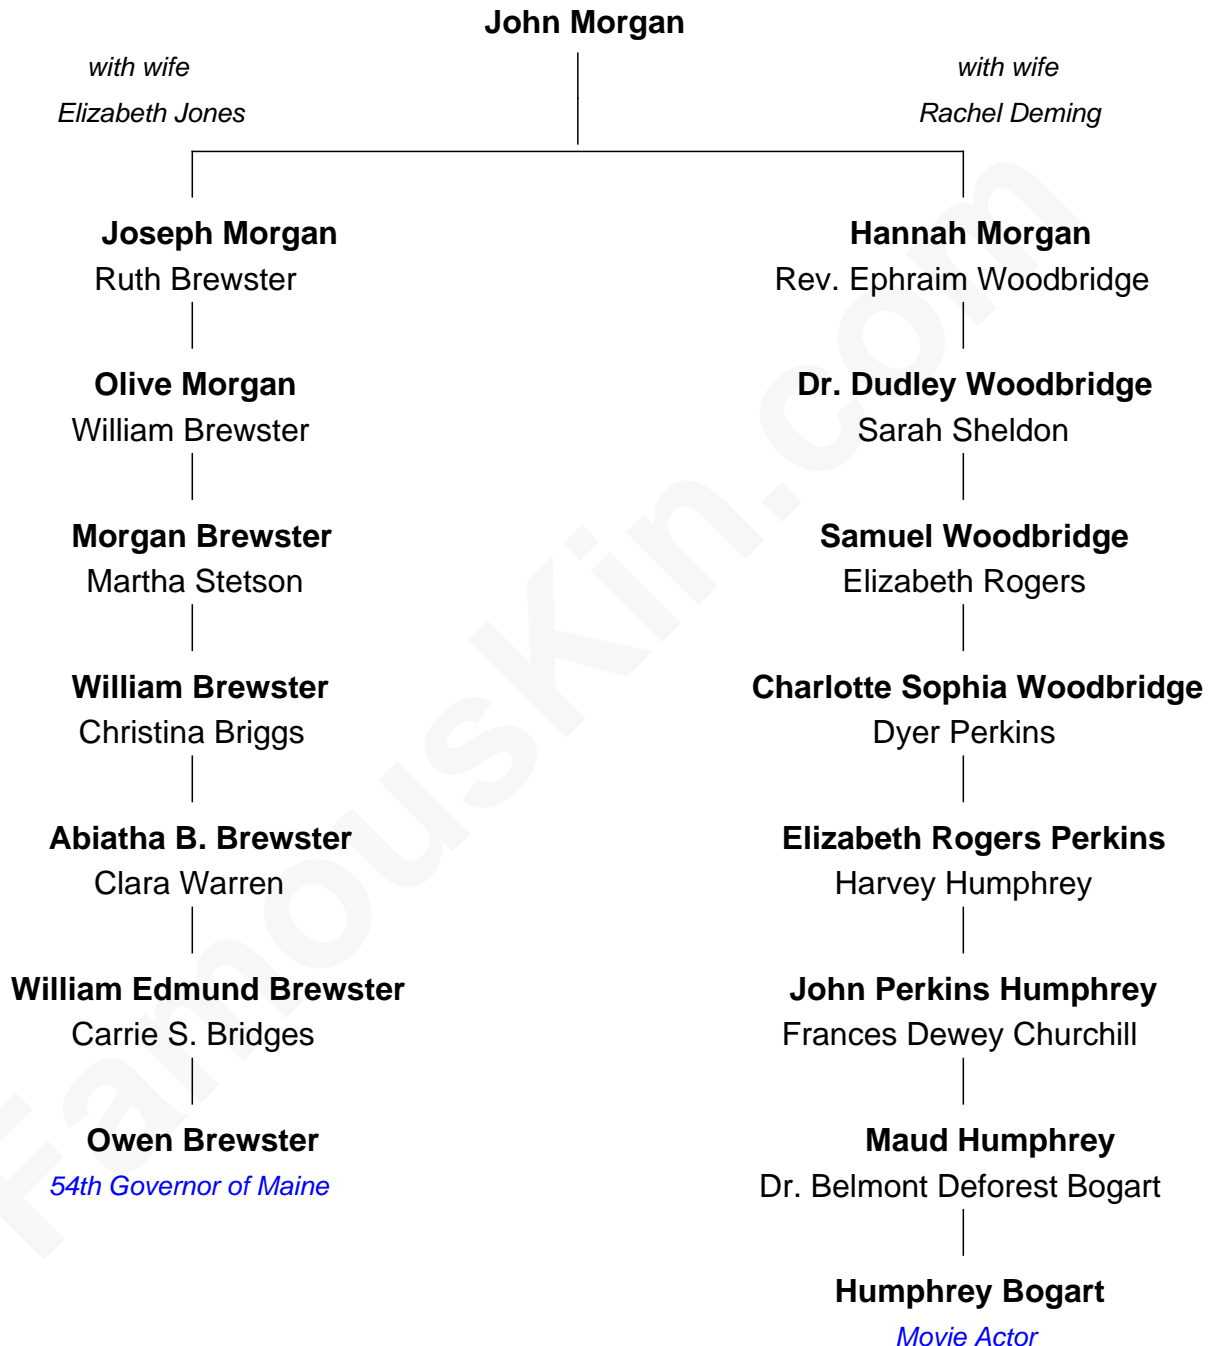 John Morgan
with wife
Elizabeth Jones
with wife
Rachel Deming
Joseph Morgan
Ruth Brewster
Hannah Morgan
Rev. Ephraim Woodbridge
Olive Morgan
William Brewster
Dr. Dudley Woodbridge
Sarah Sheldon
Morgan Brewster
Martha Stetson
Samuel Woodbridge
Elizabeth Rogers
William Brewster
Christina Briggs
Charlotte Sophia Woodbridge
Dyer Perkins
Abiatha B. Brewster
Clara Warren
Elizabeth Rogers Perkins
Harvey Humphrey
William Edmund Brewster
Carrie S. Bridges
John Perkins Humphrey
Frances Dewey Churchill
Owen Brewster
54th Governor of Maine
Maud Humphrey
Dr. Belmont Deforest Bogart
Humphrey Bogart
Movie Actor
FamousKin.com